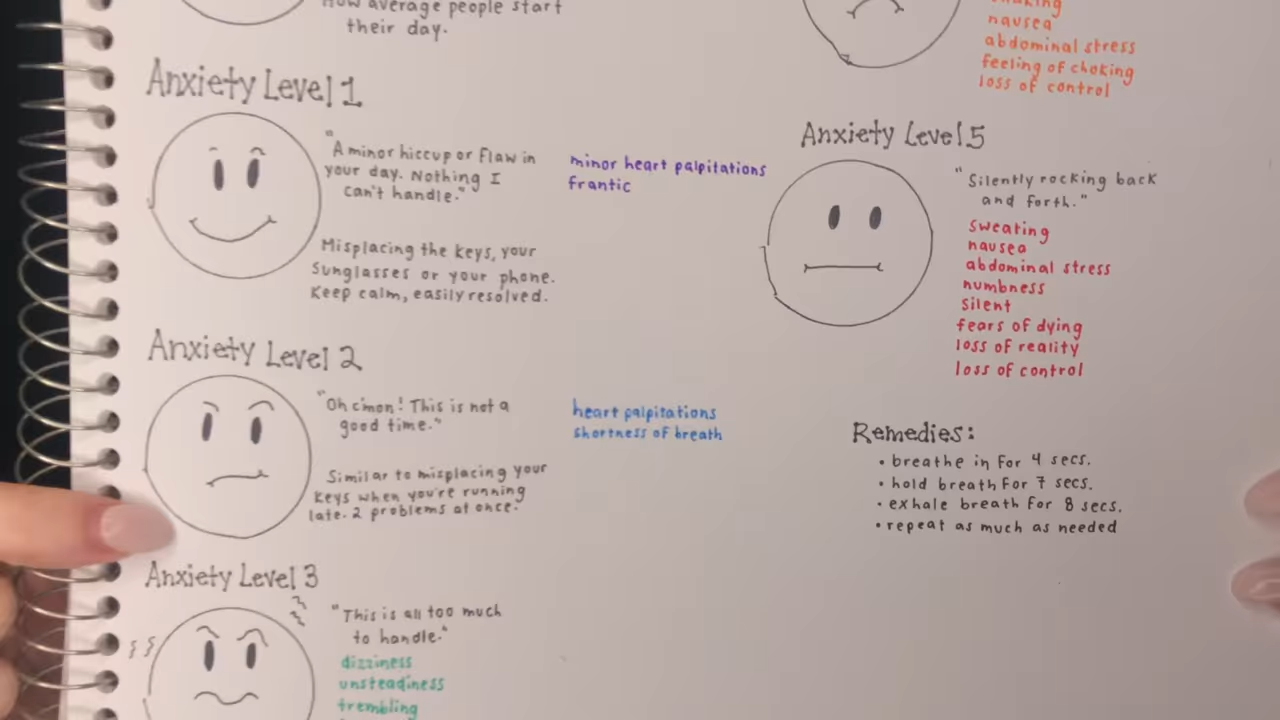 How average people start
their day.
Anxiety Level 1
"A minor hiccup or flaw in
your day. Nothing I
can't handle."
minor heart palpitations
frantic
Misplacing the keys, your
sunglasses or your phone.
Keep calm, easily resolved.
Anxiety Level 2
"Oh c'mon! This is not a
good time."
heart palpitations
shortness of breath
Similar to misplacing your
keys when you're running
late. 2 problems at once.
Anxiety Level 3
"This is all too much
to handle."
dizziness
unsteadiness
trembling
nausea
abdominal stress
feeling of choking
loss of control
Anxiety Level 5
"Silently rocking back
and forth."
sweating
nausea
abdominal stress
numbness
silent
fears of dying
loss of reality
loss of control
Remedies:
• breathe in for 4 secs.
• hold breath for 7 secs.
• exhale breath for 8 secs.
• repeat as much as needed